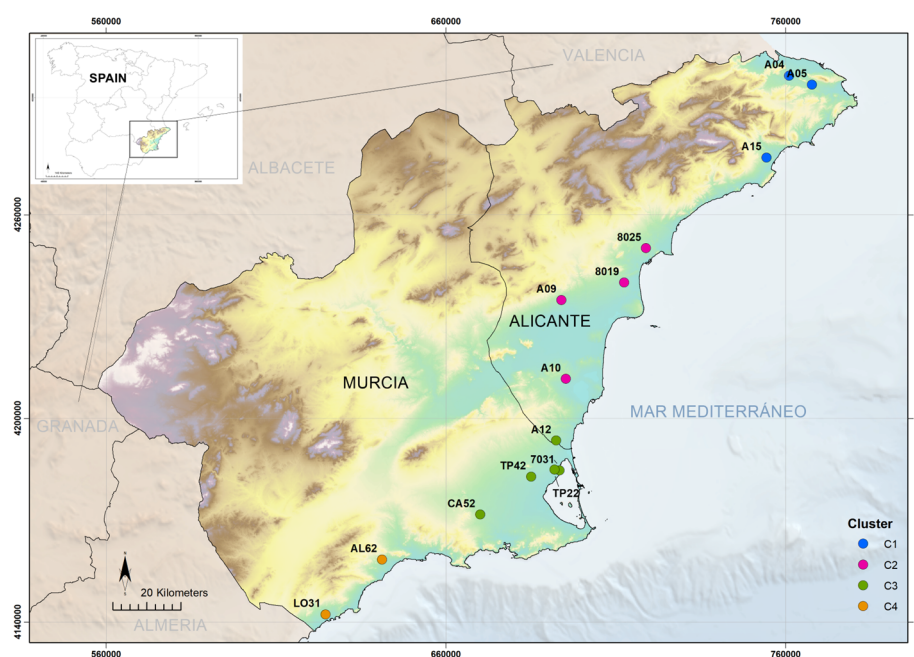 560000 660000 760000
SPAIN
VALENCIA
A04
A05
A15
ALBACETE
4260000
8025
8019
A09
ALICANTE
MURCIA
A10
4200000
MAR MEDITERRÁNEO
GRANADA
A12
7031
TP42
TP22
CA52
Cluster
C1
C2
C3
C4
AL62
20 Kilometers
LO31
ALMERIA
4140000
560000 660000 760000